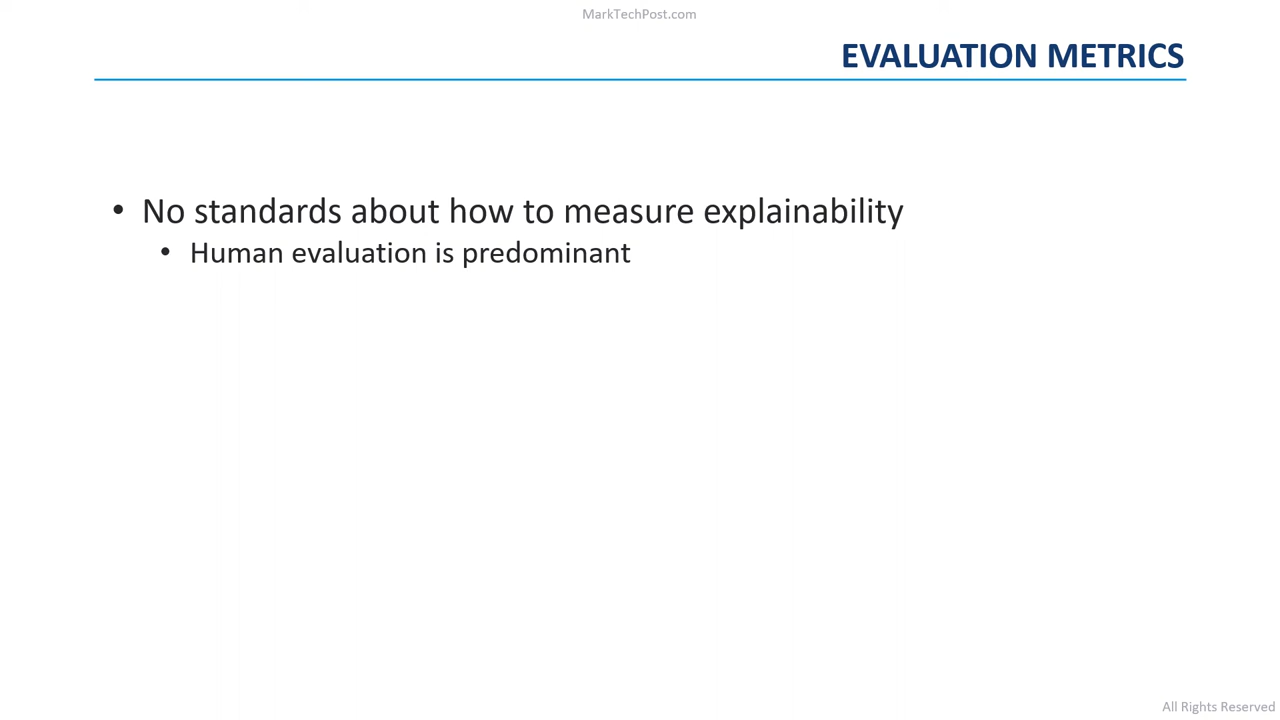 MarkTechPost.com
EVALUATION METRICS
• No standards about how to measure explainability
• Human evaluation is predominant
All Rights Reserved